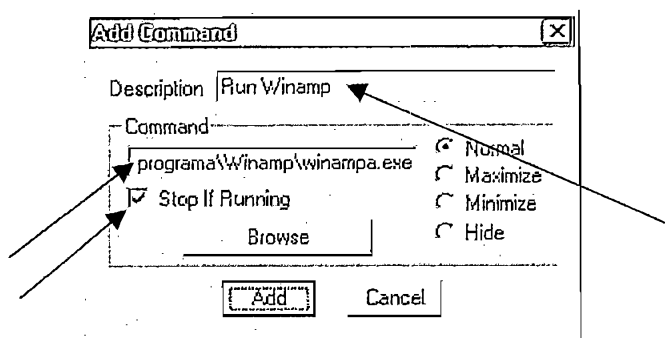 Add Command
Description Run Winamp
Command
programa\Winamp\winampa.exe
Stop If Running
Browse
Normal
Maximize
Minimize
Hide
Add Cancel